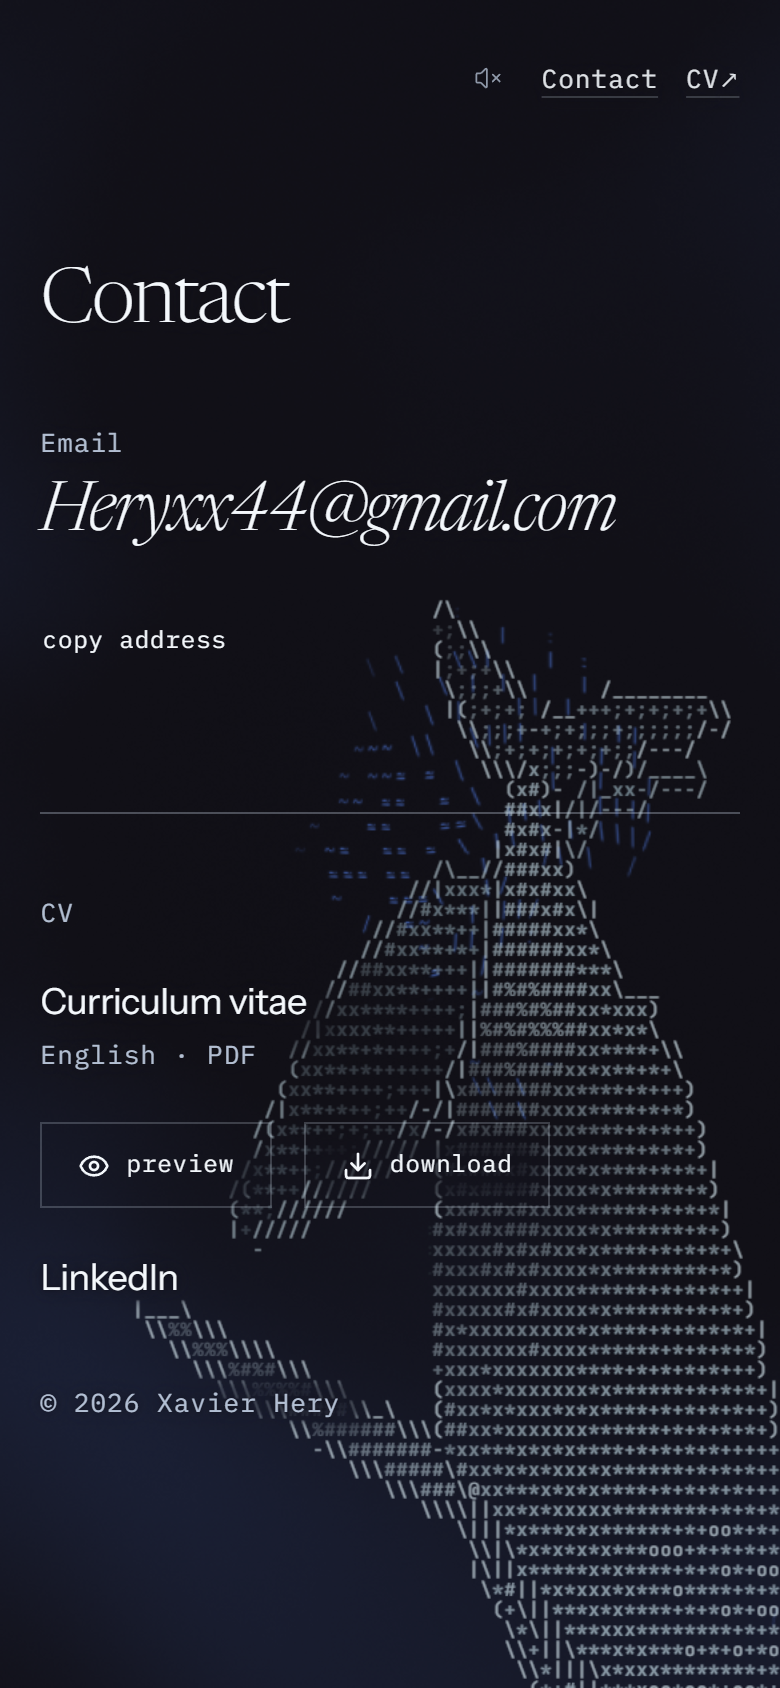 Contact CV↗
Contact
Email
Heryxx44@gmail.com
copy address
CV
Curriculum vitae
English · PDF
preview download
LinkedIn
© 2026 Xavier Hery